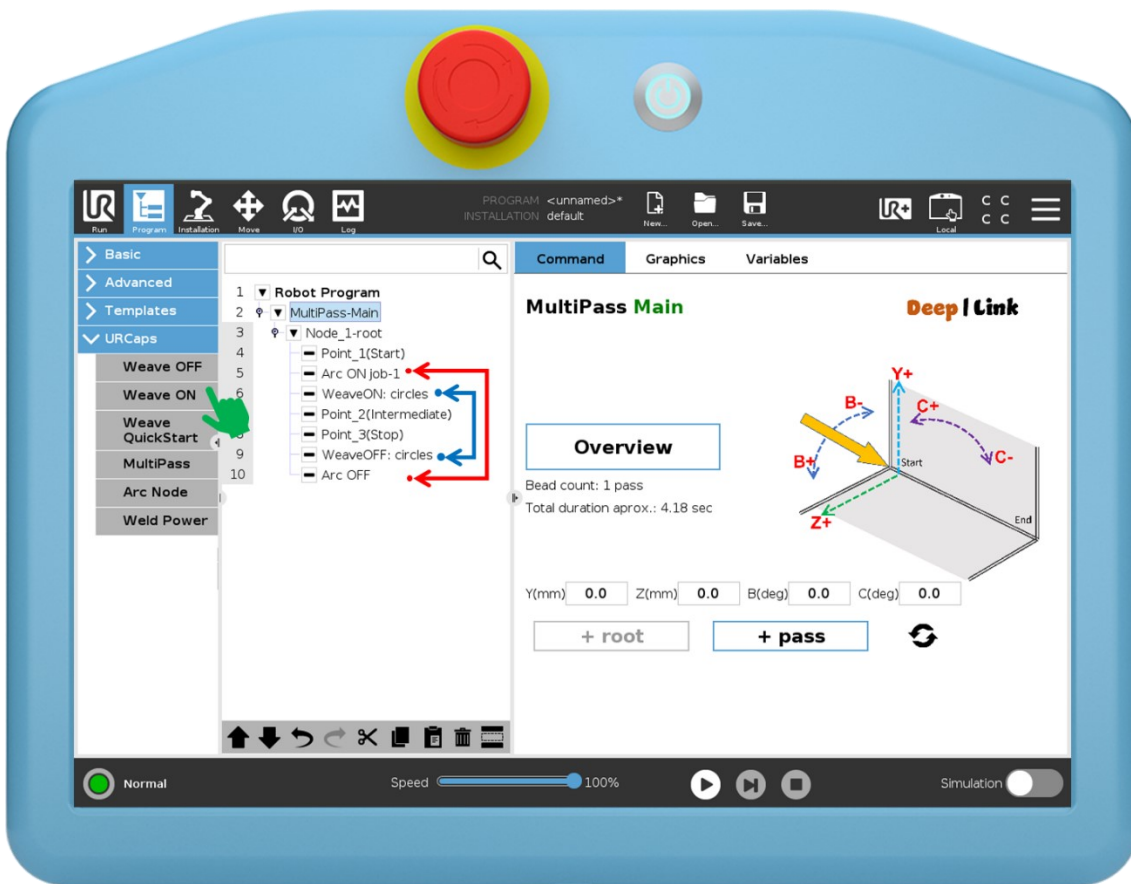 UR
Run
Program
Installation
Move
I/O
Log
PROGRAM <unnamed>*
INSTALLATION default
New...
Open...
Save...
UR+
Local
C C
C C
Basic
Advanced
Templates
URCaps
Weave OFF
Weave ON
Weave
QuickStart
MultiPass
Arc Node
Weld Power
1 Robot Program
2 MultiPass-Main
3 Node_1-root
4 Point_1(Start)
5 Arc ON job-1
6 WeaveON: circles
Point_2(Intermediate)
8 Point_3(Stop)
9 WeaveOFF: circles
10 Arc OFF
Command Graphics Variables
MultiPass Main
Deep | Link
Overview
Bead count: 1 pass
Total duration aprox.: 4.18 sec
Y+
B-
C+
B+
Start
C-
Z+
End
Y(mm) 0.0 Z(mm) 0.0 B(deg) 0.0 C(deg) 0.0
+ root
+ pass
Normal
Speed
100%
Simulation